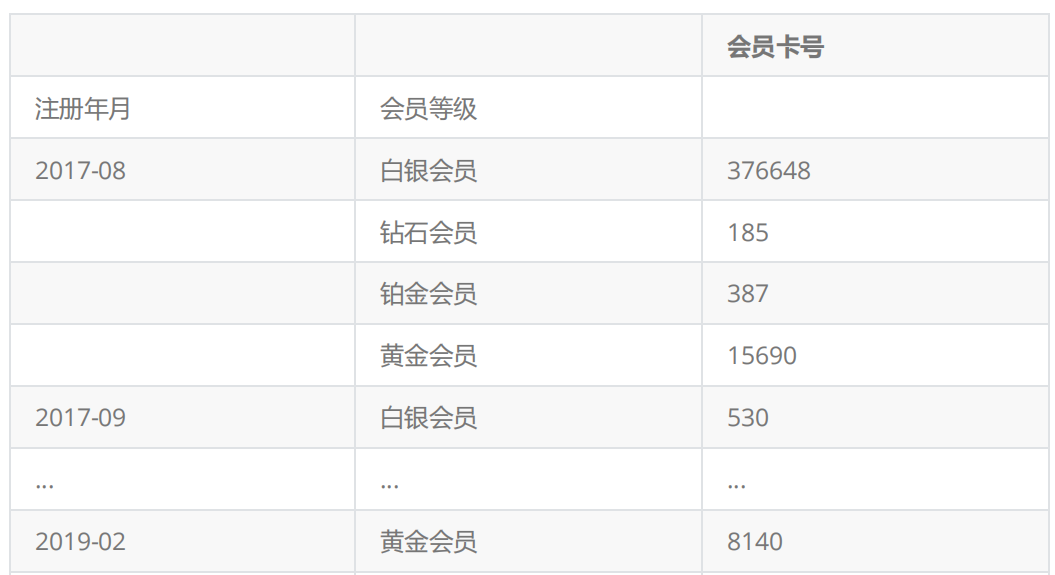 会员卡号
注册年月 会员等级
2017-08 白银会员 376648
钻石会员 185
铂金会员 387
黄金会员 15690
2017-09 白银会员 530
... ... ...
2019-02 黄金会员 8140